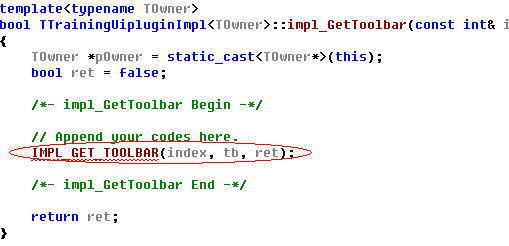 template<typename TOwner>
bool TTrainingUipluginImpl<TOwner>::impl_GetToolbar(const int& i
{
    TOwner *pOwner = static_cast<TOwner*>(this);
    bool ret = false;

    /*- impl_GetToolbar Begin -*/

    // Append your codes here.
    IMPL_GET_TOOLBAR(index, tb, ret);

    /*- impl_GetToolbar End -*/

    return ret;
}